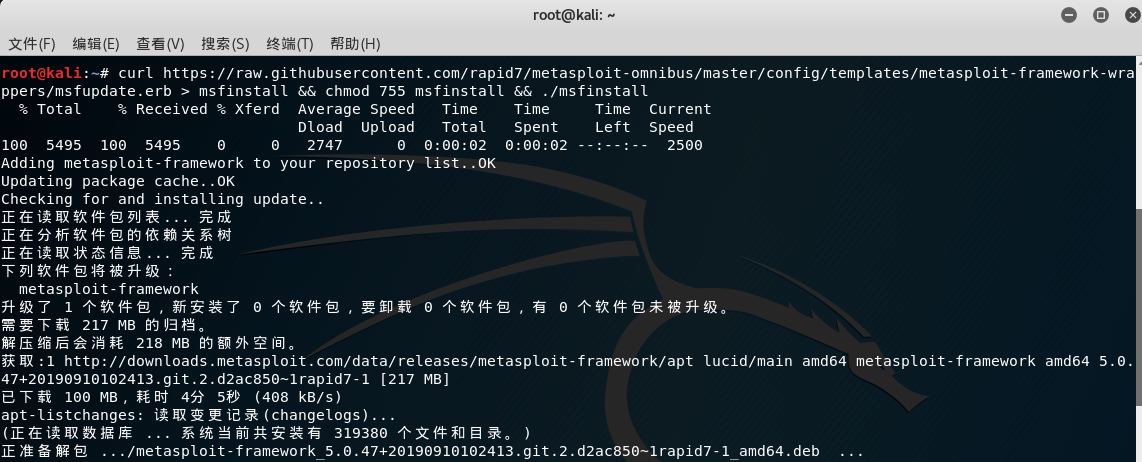 root@kali: ~
文件(F) 编辑(E) 查看(V) 搜索(S) 终端(T) 帮助(H)
root@kali:~# curl https://raw.githubusercontent.com/rapid7/metasploit-omnibus/master/config/templates/metasploit-framework-wra
ppers/msfupdate.erb > msfinstall && chmod 755 msfinstall && ./msfinstall
% Total % Received % Xferd Average Speed Time Time Time Current
Dload Upload Total Spent Left Speed
100 5495 100 5495 0 0 2747 0 0:00:02 0:00:02 --:--:-- 2500
Adding metasploit-framework to your repository list..OK
Updating package cache..OK
Checking for and installing update..
正在读取软件包列表... 完成
正在分析软件包的依赖关系树
正在读取状态信息... 完成
下列软件包将被升级：
metasploit-framework
升级了 1 个软件包，新安装了 0 个软件包，要卸载 0 个软件包，有 0 个软件包未被升级。
需要下载 217 MB 的归档。
解压缩后会消耗 218 MB 的额外空间。
获取:1 http://downloads.metasploit.com/data/releases/metasploit-framework/apt lucid/main amd64 metasploit-framework amd64 5.0.
47+20190910102413.git.2.d2ac850~1rapid7-1 [217 MB]
已下载 100 MB，耗时 4分 5秒 (408 kB/s)
apt-listchanges: 读取变更记录(changelogs)...
(正在读取数据库 ... 系统当前共安装有 319380 个文件和目录。)
正准备解包 .../metasploit-framework_5.0.47+20190910102413.git.2.d2ac850~1rapid7-1_amd64.deb ...